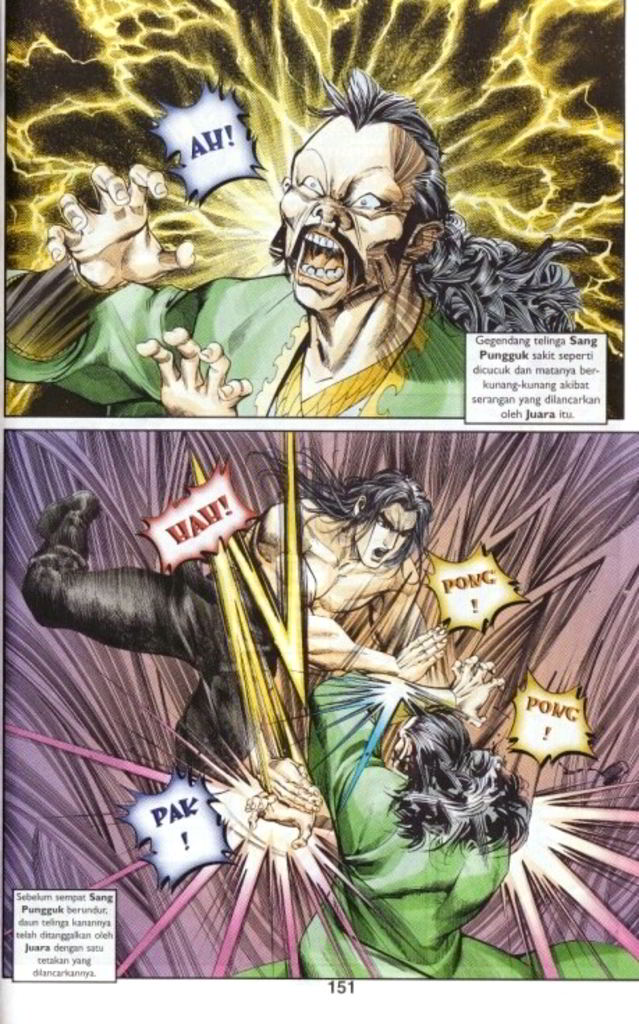 AH!
Gegendang telinga Sang
Pungguk sakit seperti
dicucuk dan matanya ber-
kunang-kunang akibat
serangan yang dilancarkan
oleh Juara itu.
HAH!
PONG
!
PONG
!
PAK
!
Sebelum sempat Sang
Pungguk berundur,
daun telinga kanannya
telah ditanggalkan oleh
Juara dengan satu
tetakan yang
dilancarkannya.
151